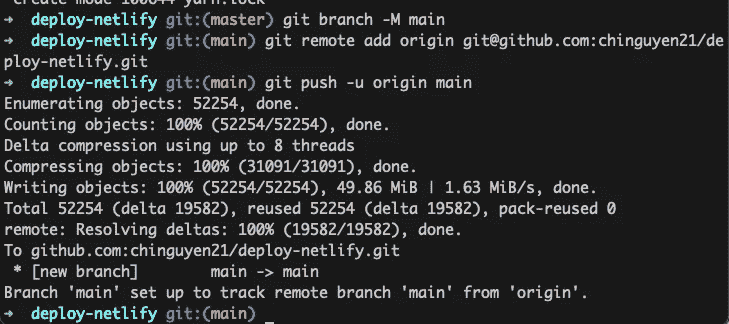 create mode 100644 yarn.lock
➜  deploy-netlify git:(master) git branch -M main
➜  deploy-netlify git:(main) git remote add origin git@github.com:chinguyen21/de
ploy-netlify.git
➜  deploy-netlify git:(main) git push -u origin main
Enumerating objects: 52254, done.
Counting objects: 100% (52254/52254), done.
Delta compression using up to 8 threads
Compressing objects: 100% (31091/31091), done.
Writing objects: 100% (52254/52254), 49.86 MiB | 1.63 MiB/s, done.
Total 52254 (delta 19582), reused 52254 (delta 19582), pack-reused 0
remote: Resolving deltas: 100% (19582/19582), done.
To github.com:chinguyen21/deploy-netlify.git
 * [new branch]        main -> main
Branch 'main' set up to track remote branch 'main' from 'origin'.
➜  deploy-netlify git:(main)